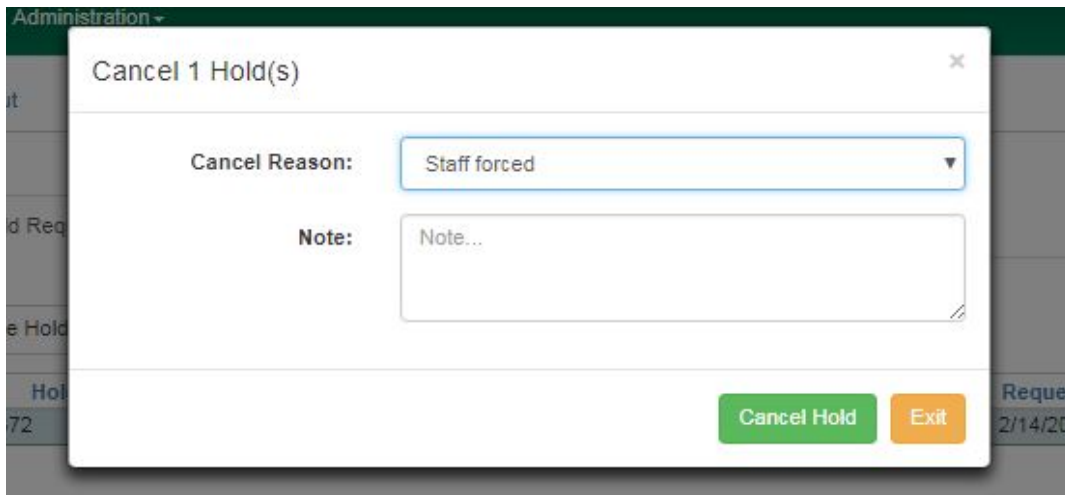 Administration
Cancel 1 Hold(s)
×
Cancel Reason:
Staff forced
Note:
Note...
Cancel Hold
Exit